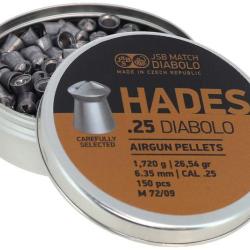 JSB MATCH
DIABOLO
MADE IN CZECH REPUBLIC
HADES
.25 DIABOLO
CAREFULLY
SELECTED
AIRGUN PELLETS
1,720 g | 26,54 gr
6.35 mm | CAL .25
150 pcs
M 72/09